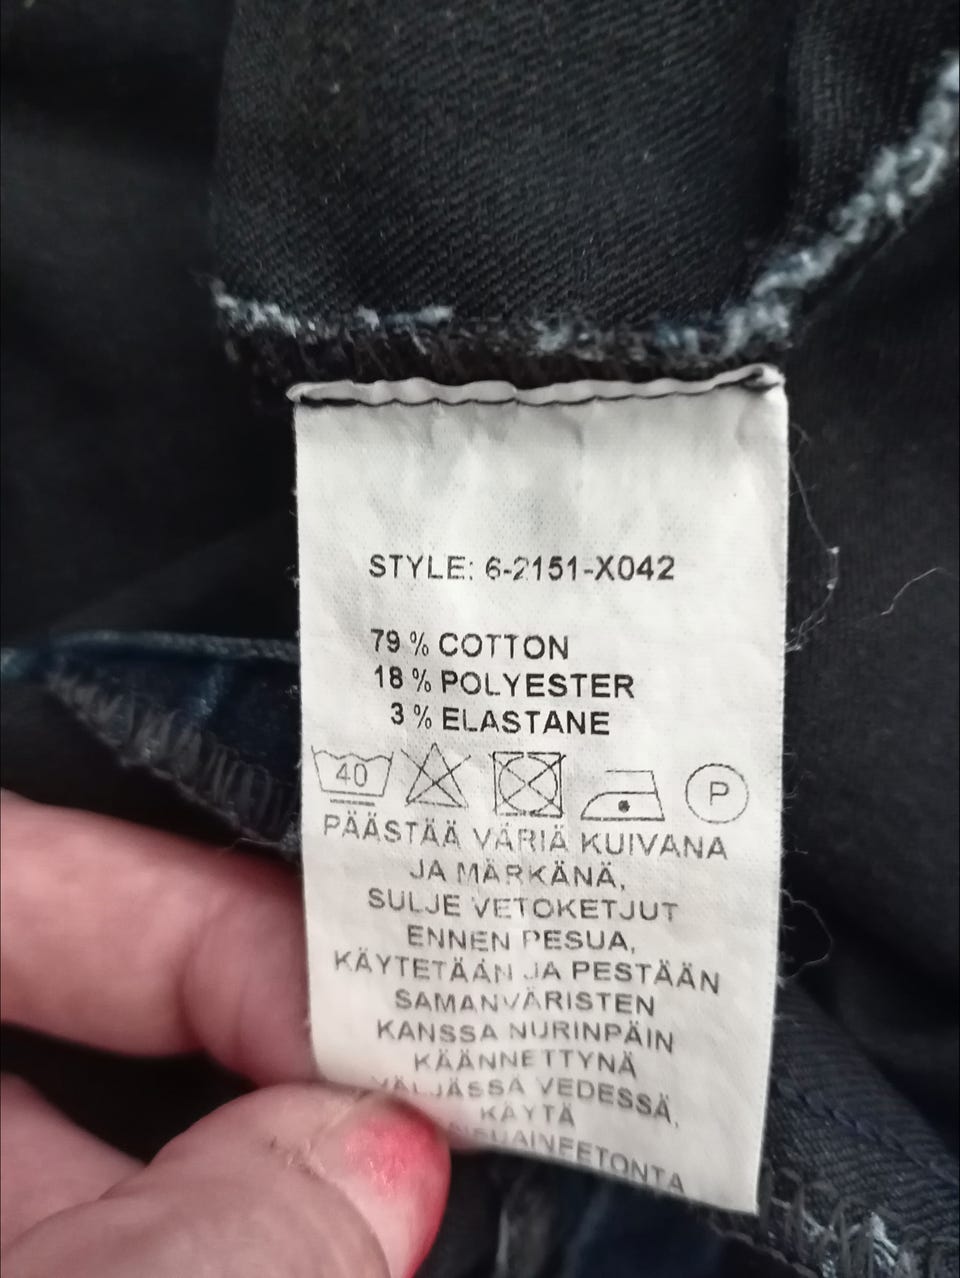 STYLE: 6-2151-X042
79 % COTTON
18 % POLYESTER
3 % ELASTANE
40 P
PÄÄSTÄÄ VÄRIÄ KUIVANA
JA MÄRKÄNÄ,
SULJE VETOKETJUT
ENNEN PESUA,
KÄYTETÄÄN JA PESTÄÄN
SAMANVÄRISTEN
KANSSA NURINPÄIN
KÄÄNNETTYNÄ
VÄLJÄSSÄ VEDESSÄ,
KÄYTÄ